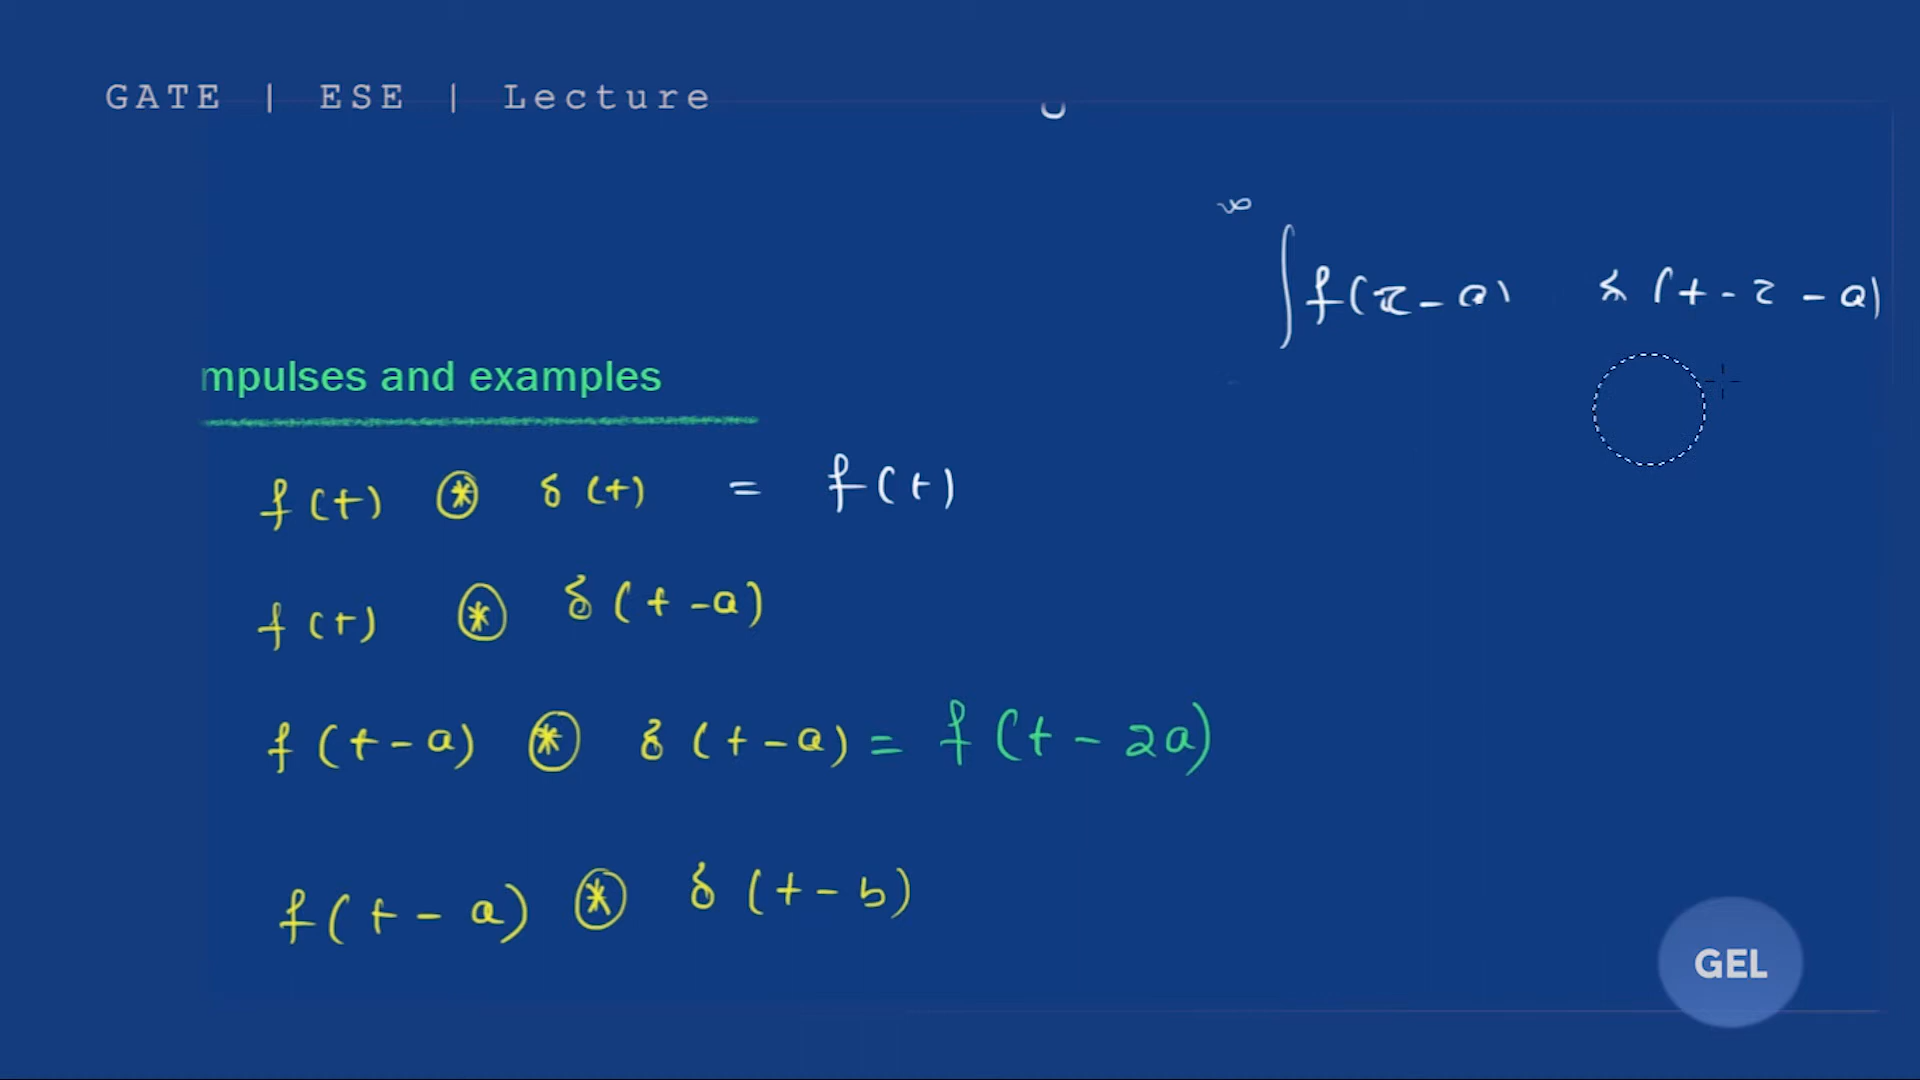 GATE | ESE | Lecture
∞
∫ f(τ - a) δ(t - τ - a)
mpulses and examples
f(t) ⊛ δ(t) = f(t)
f(t) ⊛ δ(t - a)
f(t - a) ⊛ δ(t - a) = f(t - 2a)
f(t - a) ⊛ δ(t - b)
GEL